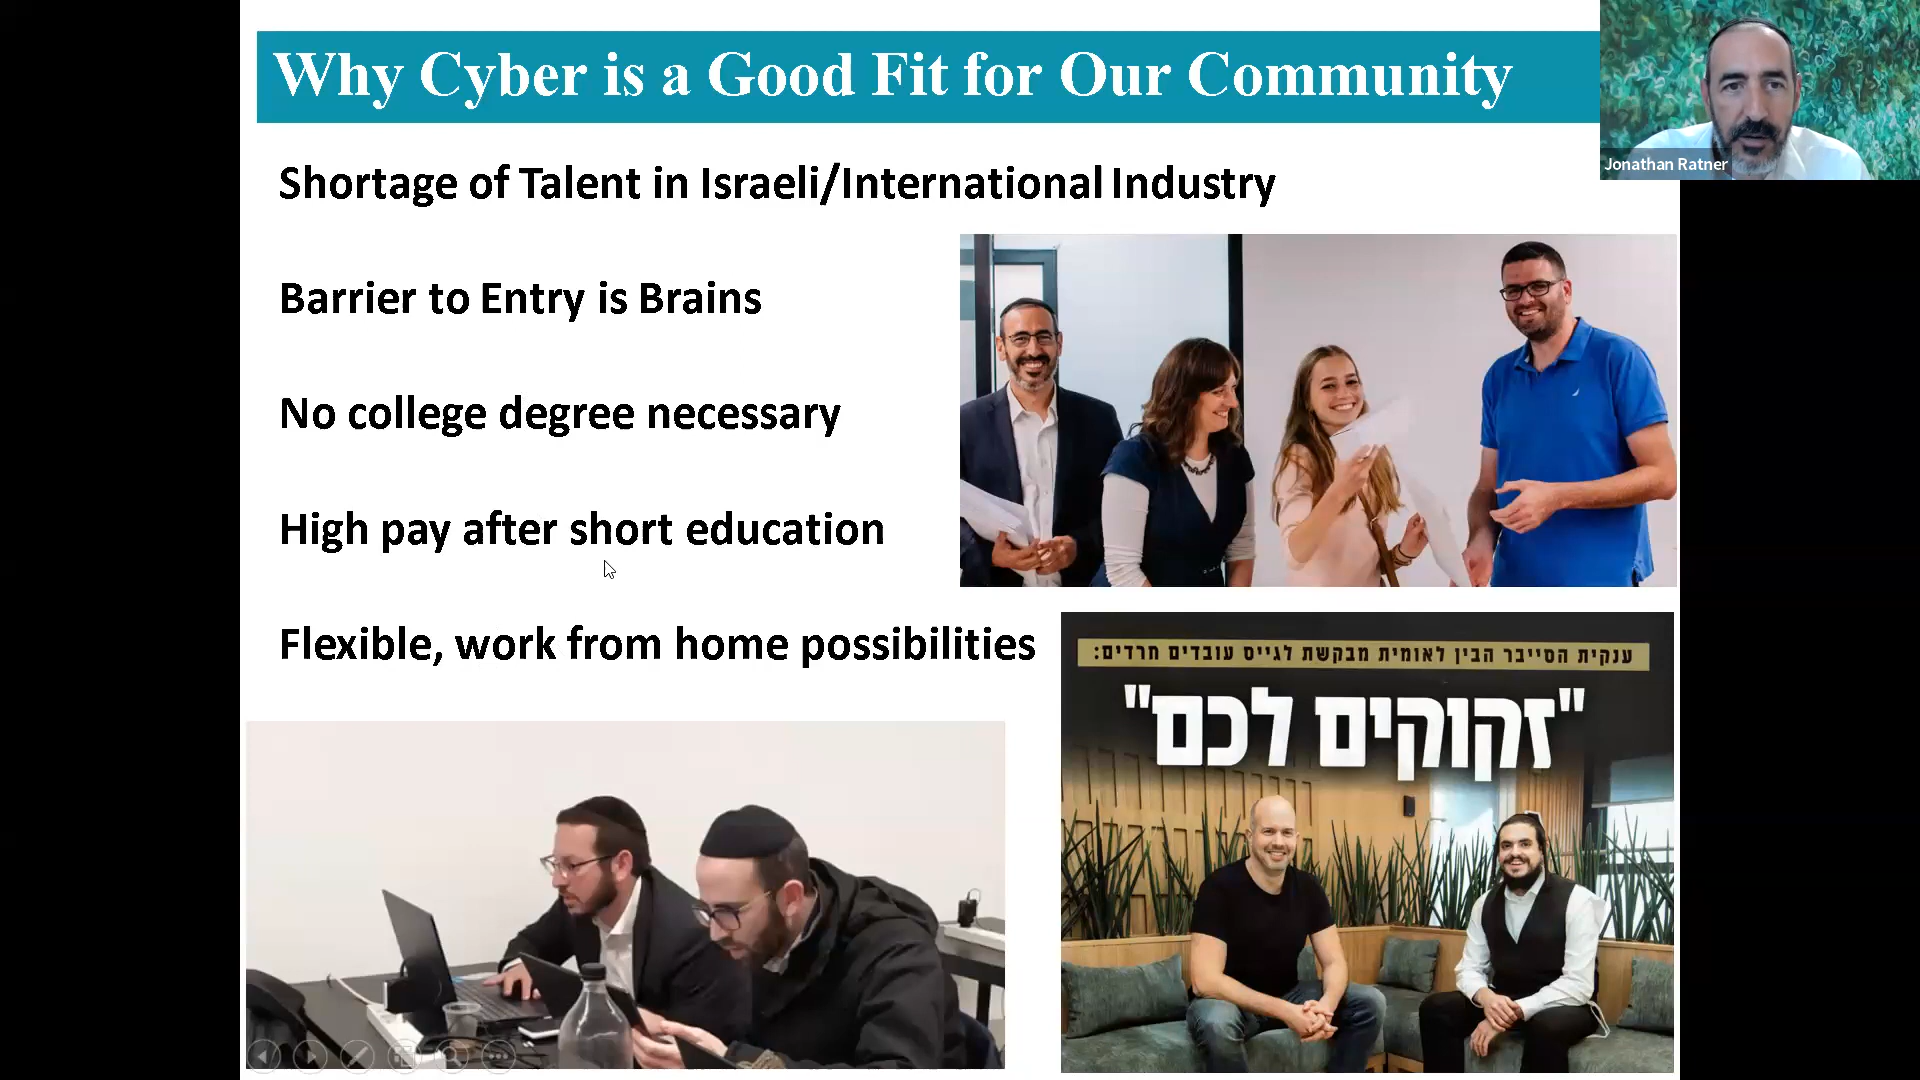 Why Cyber is a Good Fit for Our Community
Jonathan Ratner
Shortage of Talent in Israeli/International Industry
Barrier to Entry is Brains
No college degree necessary
High pay after short education
Flexible, work from home possibilities
ענקית הסייבר הבין לאומית מבקשת לגייס עובדים חרדים:
"זקוקים לכם"